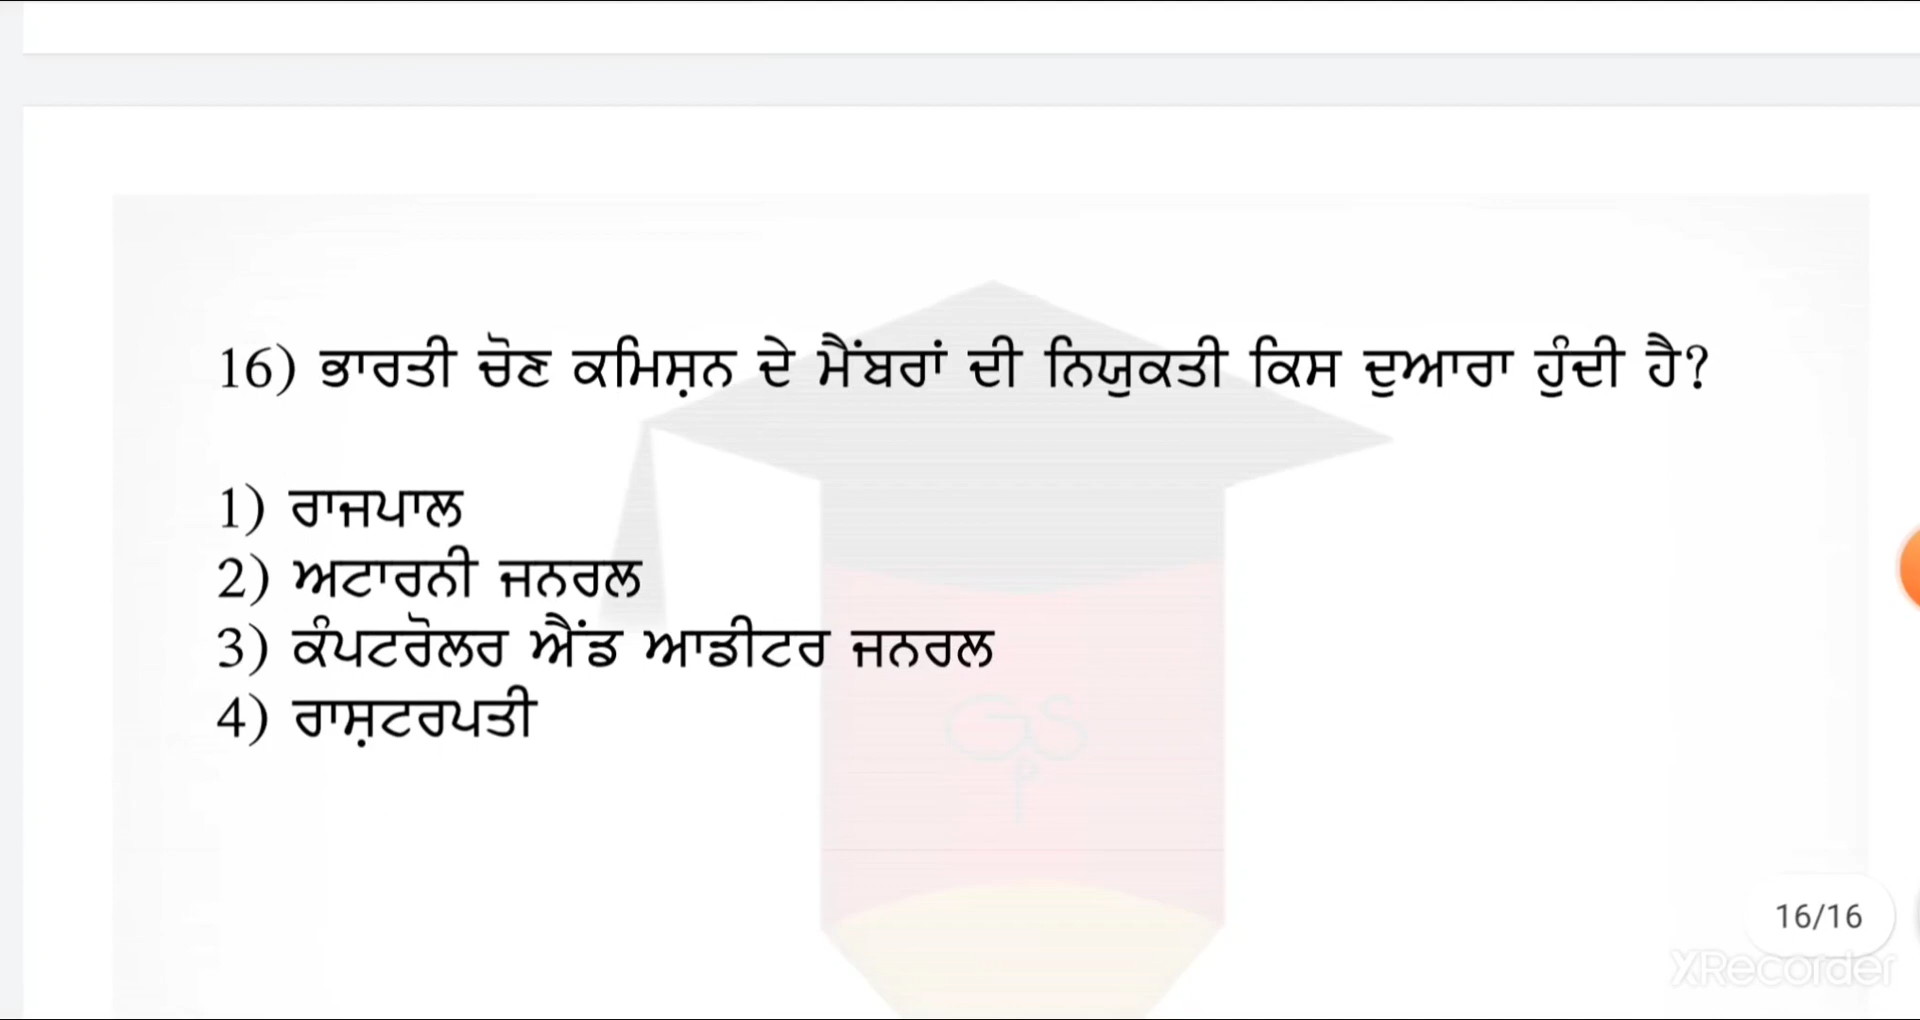 16) ਭਾਰਤੀ ਚੋਣ ਕਮਿਸ਼ਨ ਦੇ ਮੈਂਬਰਾਂ ਦੀ ਨਿਯੁਕਤੀ ਕਿਸ ਦੁਆਰਾ ਹੁੰਦੀ ਹੈ?
1) ਰਾਜਪਾਲ
2) ਅਟਾਰਨੀ ਜਨਰਲ
3) ਕੰਪਟਰੋਲਰ ਐਂਡ ਆਡੀਟਰ ਜਨਰਲ
4) ਰਾਸ਼ਟਰਪਤੀ
GPS
16/16
XRecorder